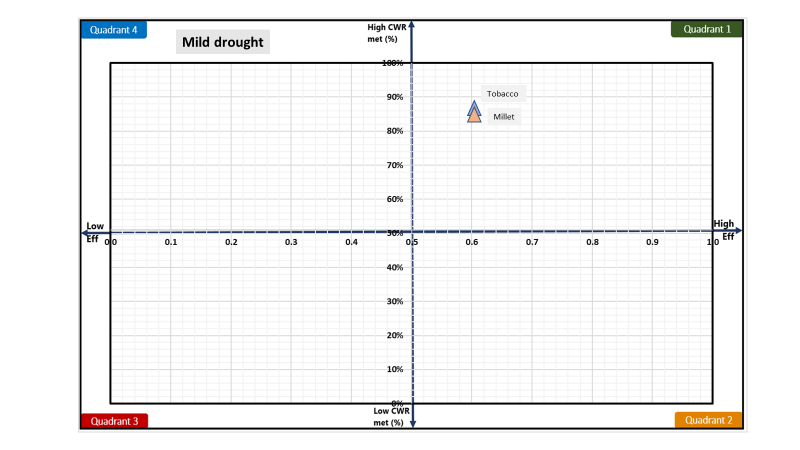 Quadrant 4
Mild drought
High CWR
met (%)
Quadrant 1
100%
90%
Tobacco
Millet
80%
70%
60%
Low
Eff
50%
High
Eff
0.0 0.1 0.2 0.3 0.4 0.5 0.6 0.7 0.8 0.9 1.0
40%
30%
20%
10%
0%
Low CWR
met (%)
Quadrant 3
Quadrant 2